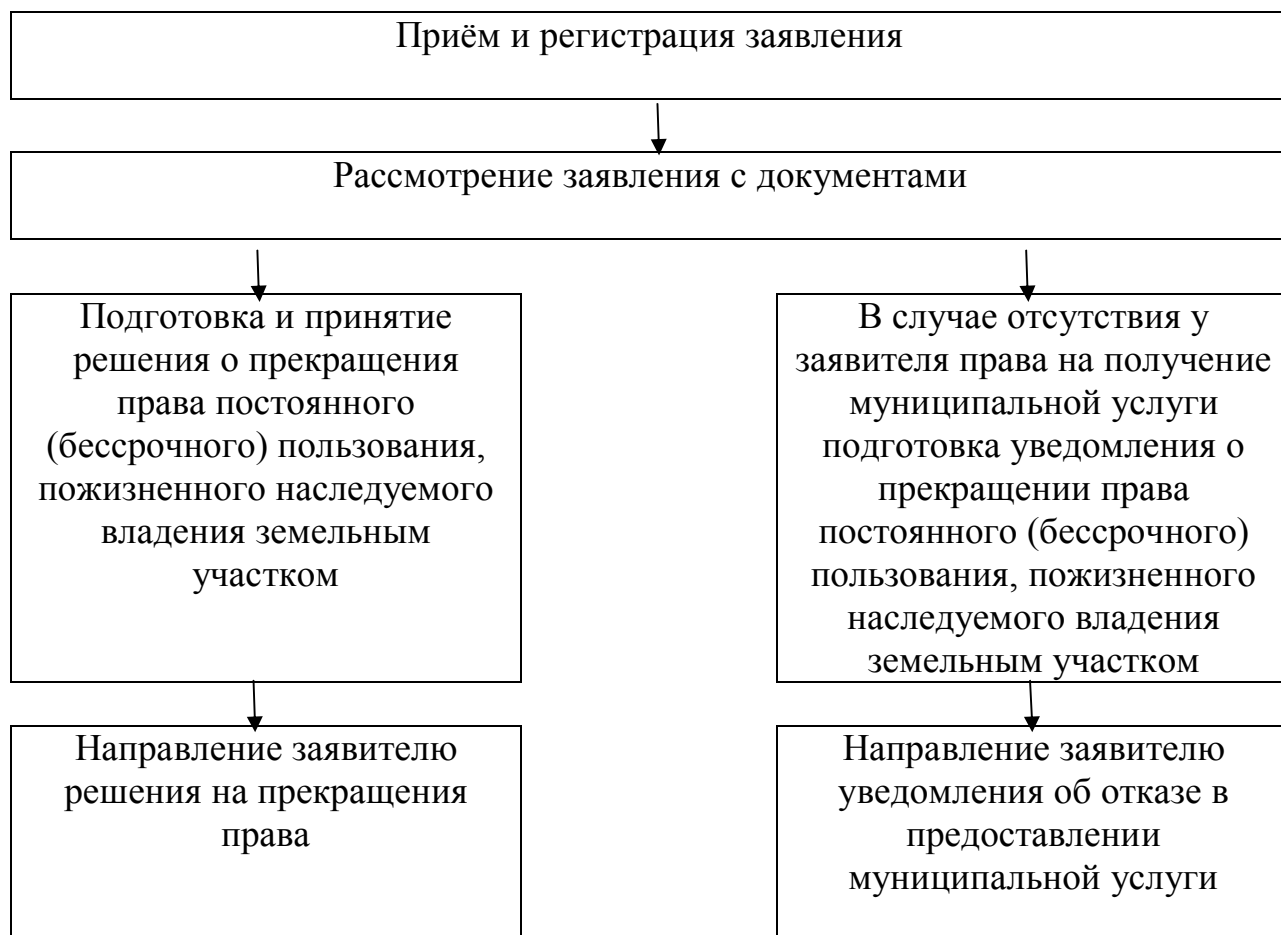 Приём и регистрация заявления
Рассмотрение заявления с документами
Подготовка и принятие
решения о прекращения
права постоянного
(бессрочного) пользования,
пожизненного наследуемого
владения земельным
участком
В случае отсутствия у
заявителя права на получение
муниципальной услуги
подготовка уведомления о
прекращении права
постоянного (бессрочного)
пользования, пожизненного
наследуемого владения
земельным участком
Направление заявителю
решения на прекращения
права
Направление заявителю
уведомления об отказе в
предоставлении
муниципальной услуги